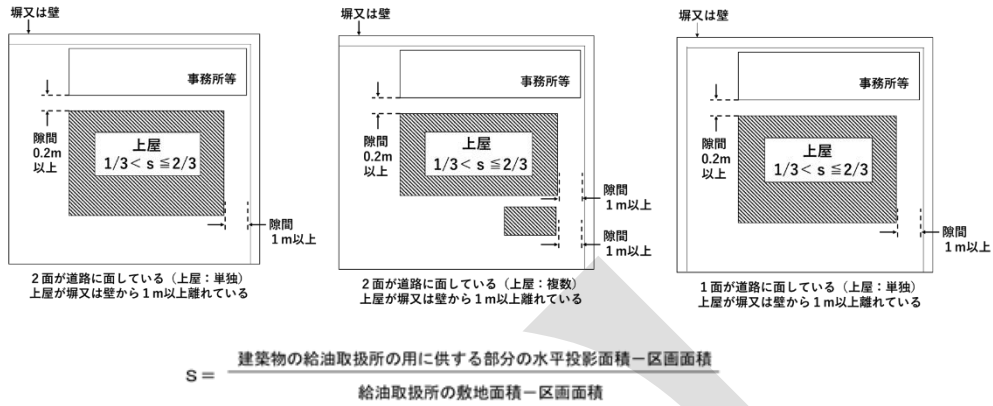 塀又は壁
事務所等
隙間
0.2m
以上
上屋
1/3< s ≦2/3
隙間
1m以上
2面が道路に面している（上屋：単独）
上屋が塀又は壁から1m以上離れている
塀又は壁
事務所等
隙間
0.2m
以上
上屋
1/3< s ≦2/3
隙間
1m以上
隙間
1m以上
2面が道路に面している（上屋：複数）
上屋が塀又は壁から1m以上離れている
塀又は壁
事務所等
隙間
0.2m
以上
上屋
1/3< s ≦2/3
隙間
1m以上
1面が道路に面している（上屋：単独）
上屋が塀又は壁から1m以上離れている
建築物の給油取扱所の用に供する部分の水平投影面積－区画面積
S＝
給油取扱所の敷地面積－区画面積